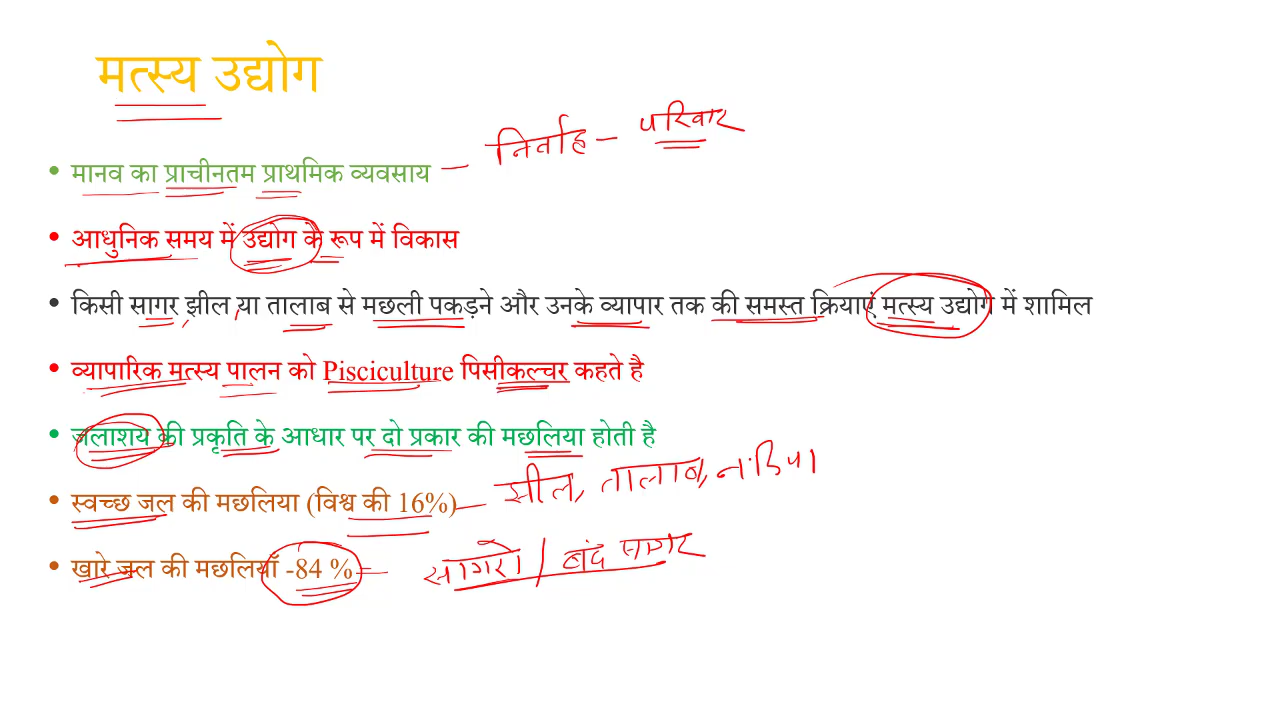 मत्स्य उद्योग
• मानव का प्राचीनतम प्राथमिक व्यवसाय – निर्वाह – परिवार
• आधुनिक समय में उद्योग के रूप में विकास
• किसी सागर झील या तालाब से मछली पकड़ने और उनके व्यापार तक की समस्त क्रियाएं मत्स्य उद्योग में शामिल
• व्यापारिक मत्स्य पालन को Pisciculture पिसीकल्चर कहते है
• जलाशय की प्रकृति के आधार पर दो प्रकार की मछलिया होती है
• स्वच्छ जल की मछलिया (विश्व की 16%) – झील, तालाब, नदिया
• खारे जल की मछलियॉ -84 % – सागरो / बंद सागर